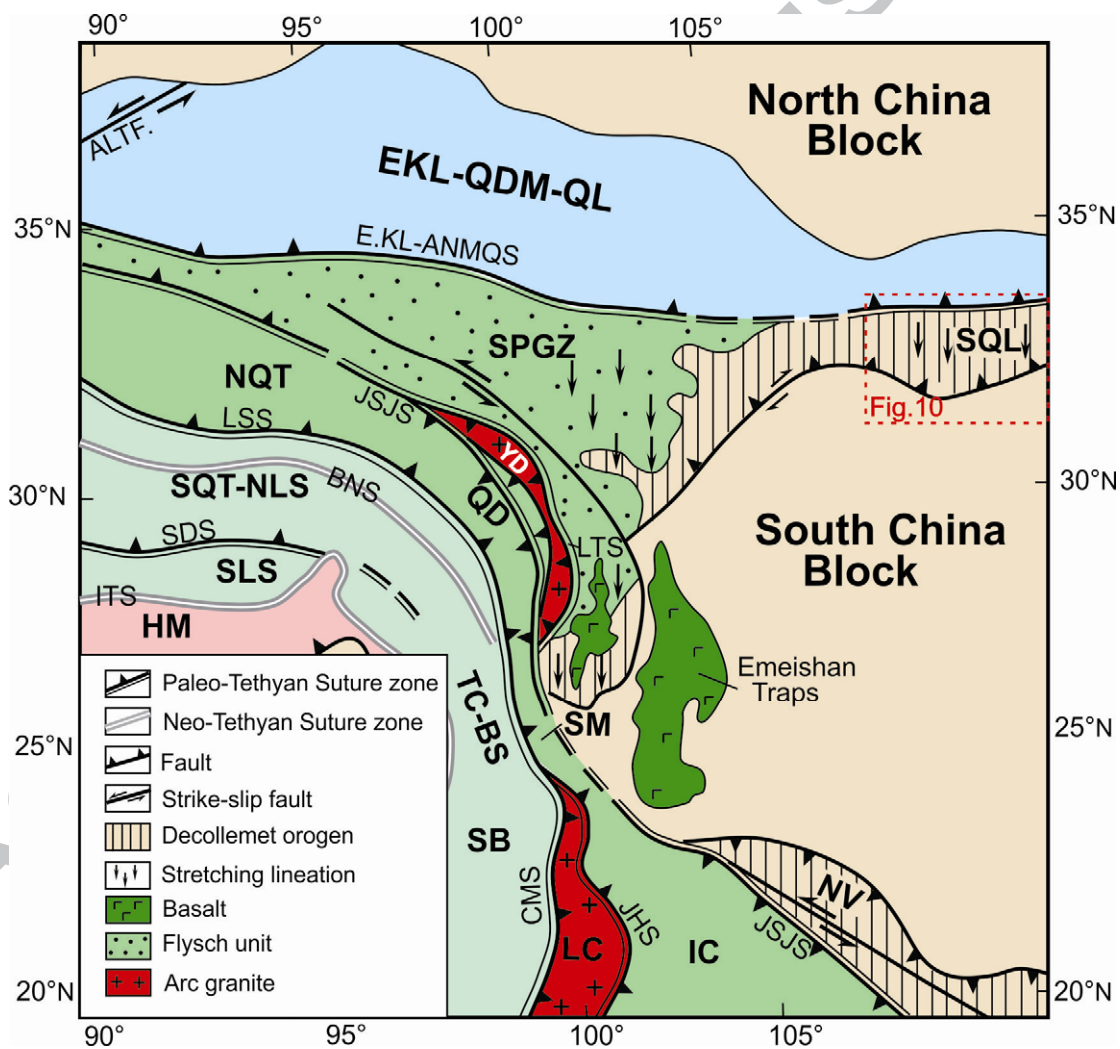 90°
95°
100°
105°
North China
Block
ALTF.
EKL-QDM-QL
35°N
35°N
E.KL-ANMQS
SPGZ
SQL
NQT
JSJS
Fig.10
LSS
YD
30°N
SQT-NLS
BNS
QD
30°N
SDS
LTS
South China
Block
SLS
ITS
HM
Emeishan
Traps
Paleo-Tethyan Suture zone
TC-BS
SM
Neo-Tethyan Suture zone
25°N
25°N
Fault
Strike-slip fault
Decollemet orogen
SB
Stretching lineation
CMS
NV
Basalt
JHS
JSJS
Flysch unit
LC
IC
Arc granite
20°N
20°N
90°
95°
100°
105°